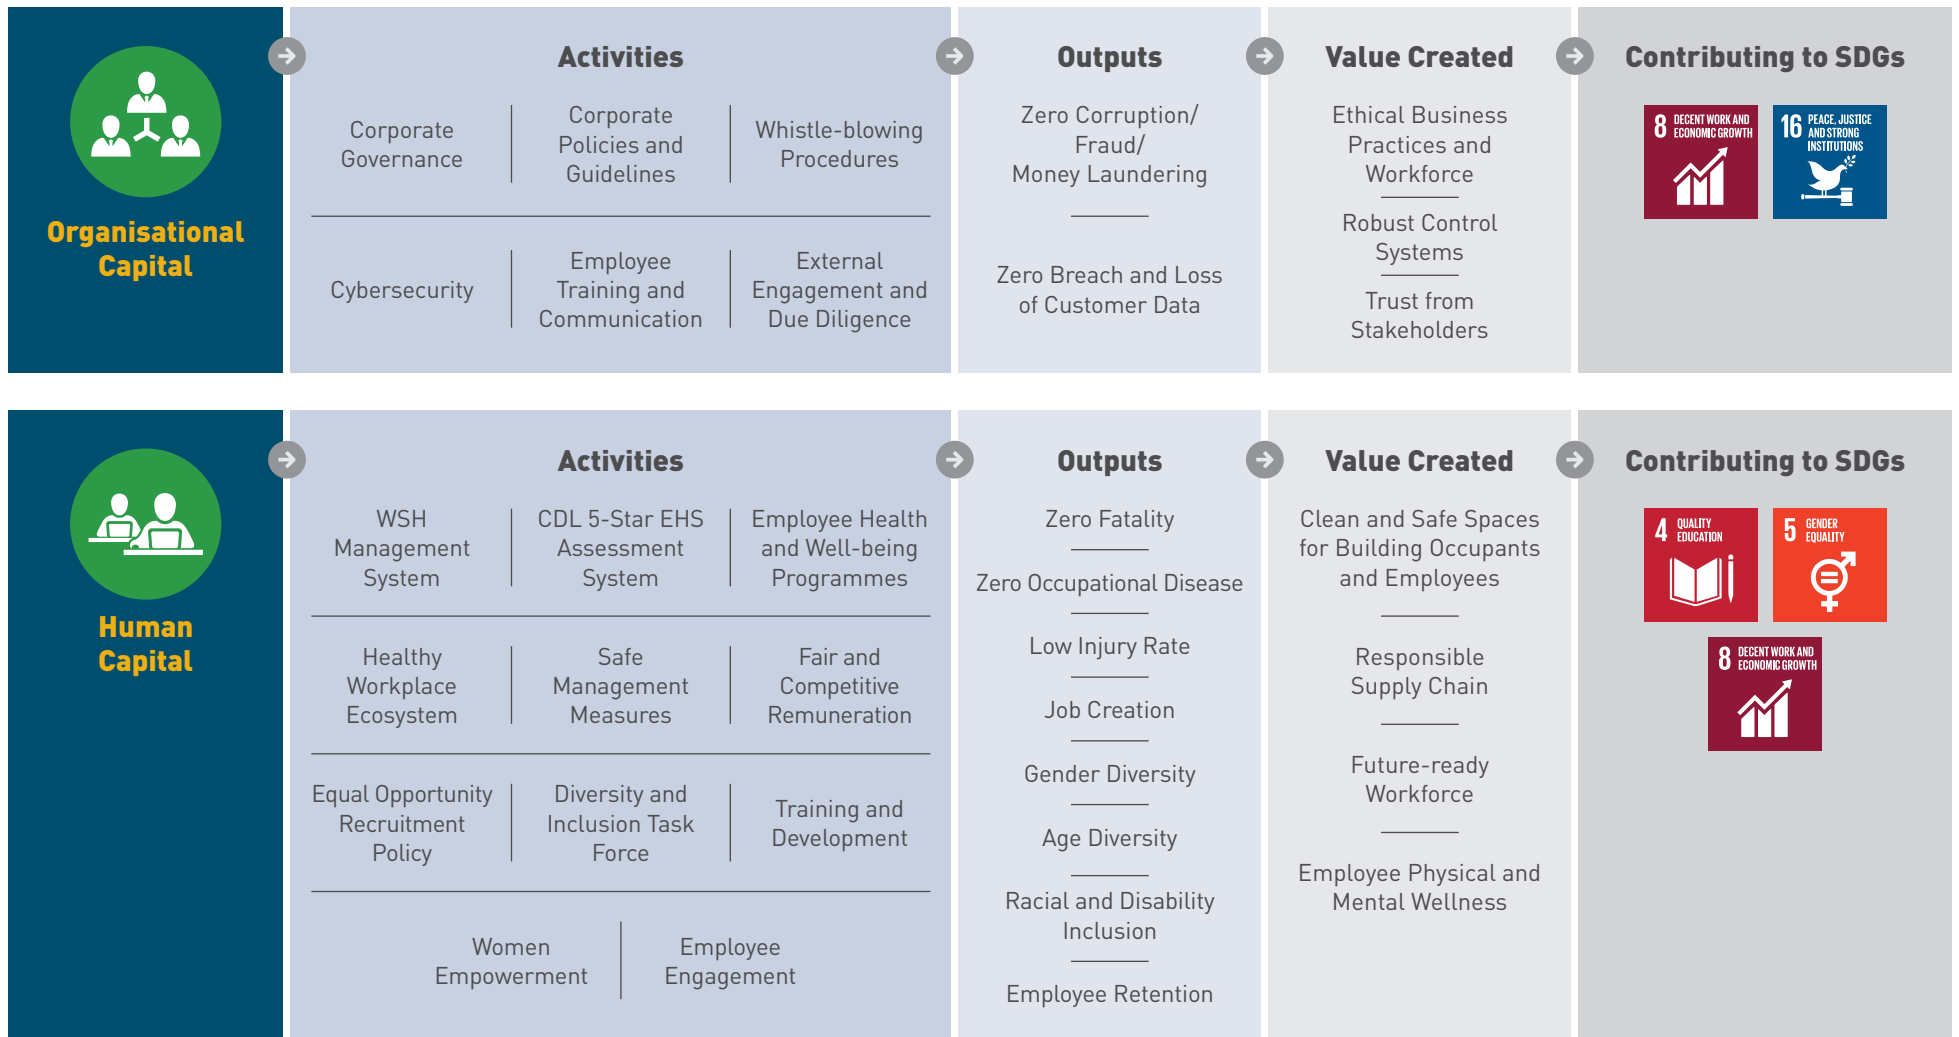 Organisational
Capital
Activities
Corporate
Governance
Corporate
Policies and
Guidelines
Whistle-blowing
Procedures
Cybersecurity
Employee
Training and
Communication
External
Engagement and
Due Diligence
Outputs
Zero Corruption/
Fraud/
Money Laundering
Zero Breach and Loss
of Customer Data
Value Created
Ethical Business
Practices and
Workforce
Robust Control
Systems
Trust from
Stakeholders
Contributing to SDGs
8 DECENT WORK AND
ECONOMIC GROWTH
16 PEACE, JUSTICE
AND STRONG
INSTITUTIONS
Human
Capital
Activities
WSH
Management
System
CDL 5-Star EHS
Assessment
System
Employee Health
and Well-being
Programmes
Healthy
Workplace
Ecosystem
Safe
Management
Measures
Fair and
Competitive
Remuneration
Equal Opportunity
Recruitment
Policy
Diversity and
Inclusion Task
Force
Training and
Development
Women
Empowerment
Employee
Engagement
Outputs
Zero Fatality
Zero Occupational Disease
Low Injury Rate
Job Creation
Gender Diversity
Age Diversity
Racial and Disability
Inclusion
Employee Retention
Value Created
Clean and Safe Spaces
for Building Occupants
and Employees
Responsible
Supply Chain
Future-ready
Workforce
Employee Physical and
Mental Wellness
Contributing to SDGs
4 QUALITY
EDUCATION
5 GENDER
EQUALITY
8 DECENT WORK AND
ECONOMIC GROWTH